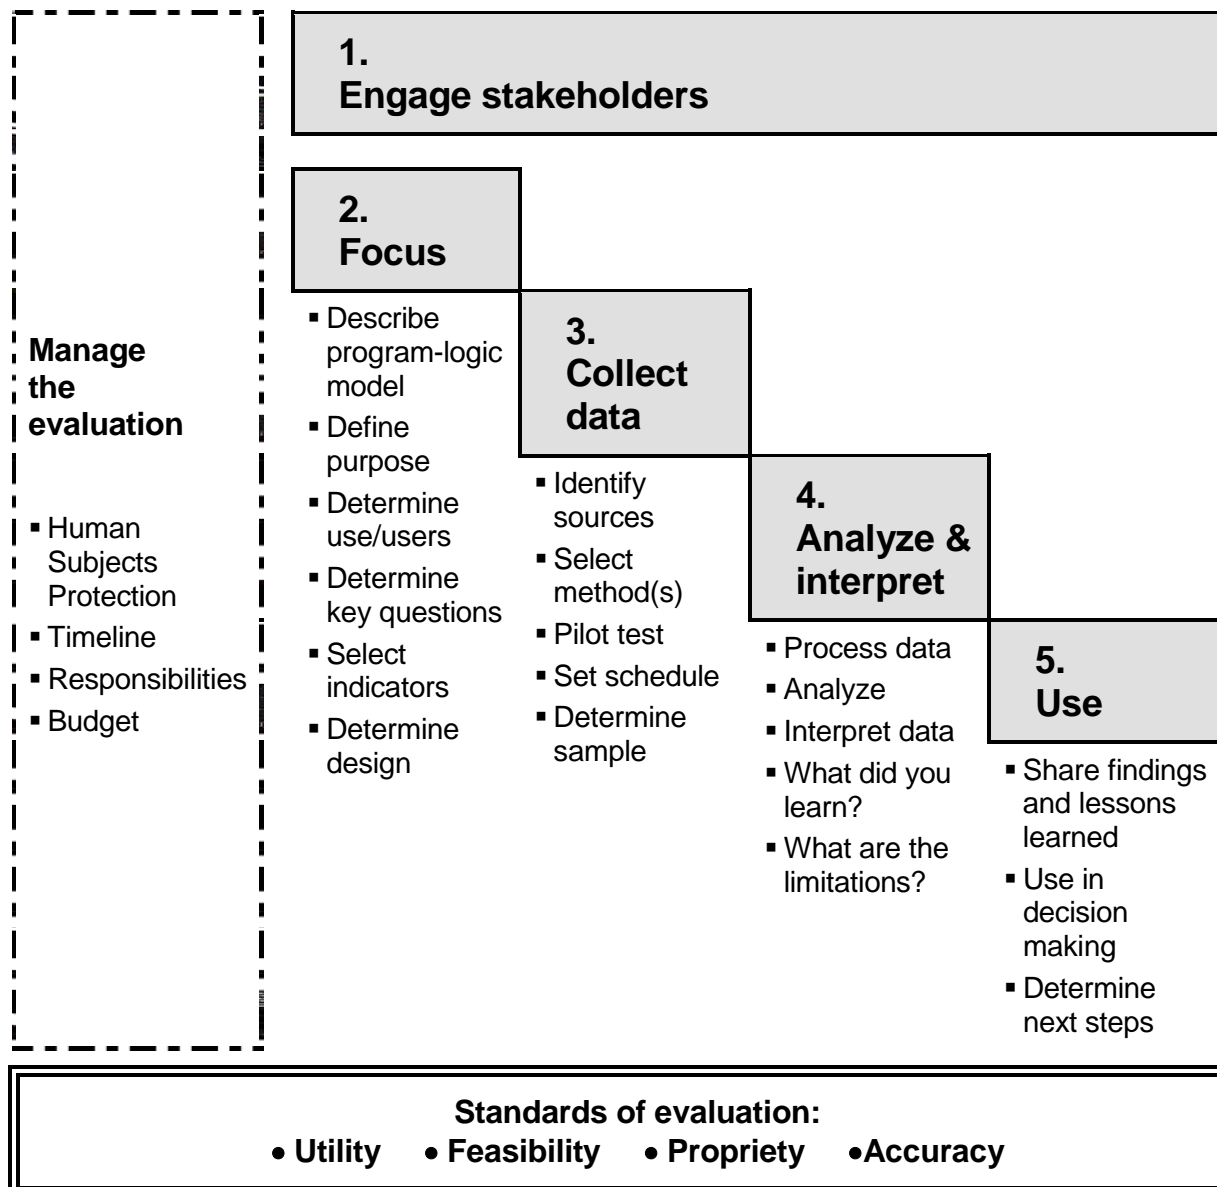 1.
Engage stakeholders
Manage
the
evaluation
▪ Human
Subjects
Protection
▪ Timeline
▪ Responsibilities
▪ Budget
2.
Focus
▪ Describe
program-logic
model
▪ Define
purpose
▪ Determine
use/users
▪ Determine
key questions
▪ Select
indicators
▪ Determine
design
3.
Collect
data
▪ Identify
sources
▪ Select
method(s)
▪ Pilot test
▪ Set schedule
▪ Determine
sample
4.
Analyze &
interpret
▪ Process data
▪ Analyze
▪ Interpret data
▪ What did you
learn?
▪ What are the
limitations?
5.
Use
▪ Share findings
and lessons
learned
▪ Use in
decision
making
▪ Determine
next steps
Standards of evaluation:
● Utility ● Feasibility ● Propriety ●Accuracy